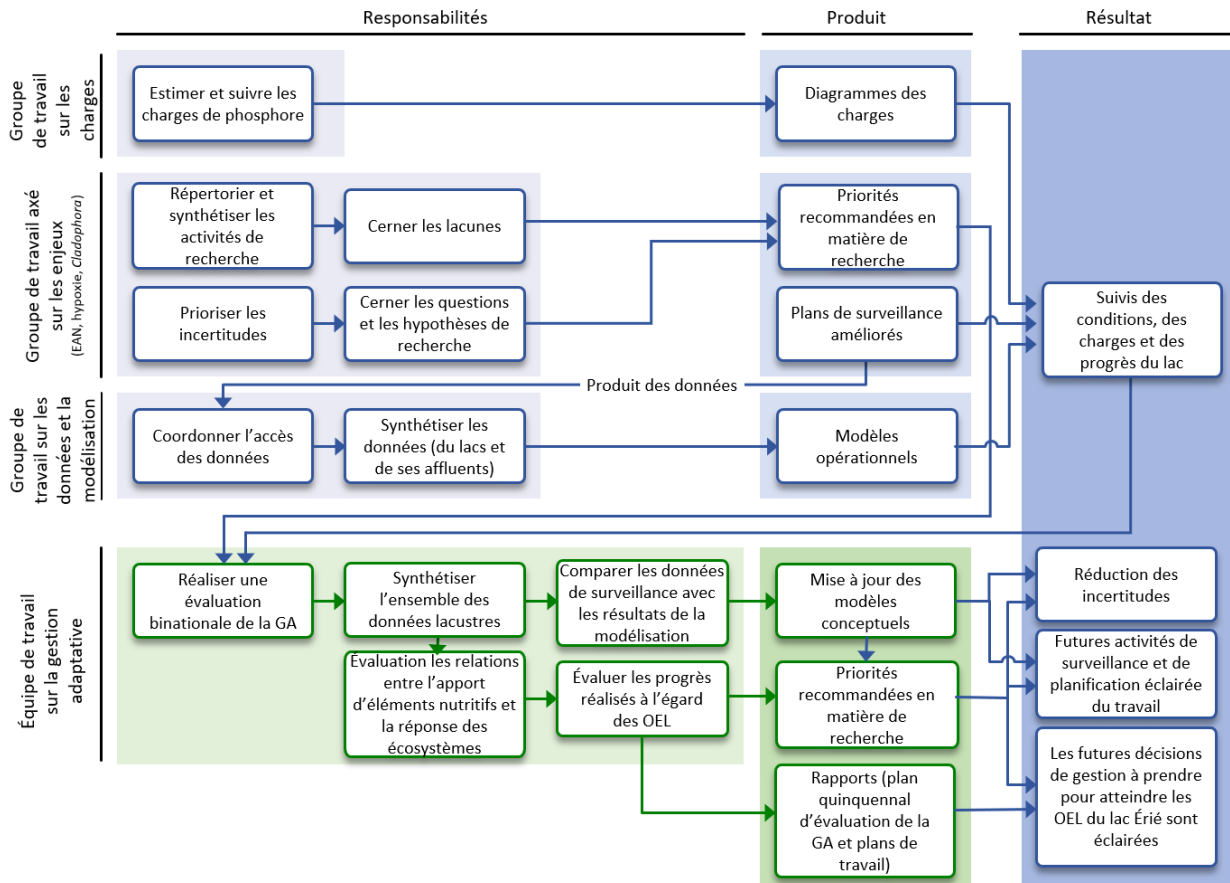 Responsabilités
Produit
Résultat
Groupe
de travail
sur les
charges
Estimer et suivre les
charges de phosphore
Diagrammes des
charges
Groupe de travail axé
sur les enjeux
(EAN, hypoxie, Cladophora)
Répertorier et
synthétiser les
activités de
recherche
Cerner les lacunes
Priorités
recommandées en
matière de
recherche
Prioriser les
incertitudes
Cerner les questions
et les hypothèses de
recherche
Plans de surveillance
améliorés
Suivis des
conditions, des
charges et des
progrès du lac
Produit des données
Groupe de
travail sur les
données et la
modélisation
Coordonner l’accès
des données
Synthétiser les
données (du lacs et
de ses affluents)
Modèles
opérationnels
Équipe de travail
sur la gestion
adaptative
Réaliser une
évaluation
binationale de la GA
Synthétiser
l’ensemble des
données lacustres
Comparer les données
de surveillance avec
les résultats de la
modélisation
Mise à jour des
modèles
conceptuels
Réduction des
incertitudes
Évaluation les relations
entre l’apport
d’éléments nutritifs et
la réponse des
écosystèmes
Évaluer les progrès
réalisés à l’égard
des OEL
Priorités
recommandées en
matière de
recherche
Futures activités de
surveillance et de
planification éclairée
du travail
Rapports (plan
quinquennal
d’évaluation de la
GA et plans de
travail)
Les futures décisions
de gestion à prendre
pour atteindre les
OEL du lac Érié sont
éclairées